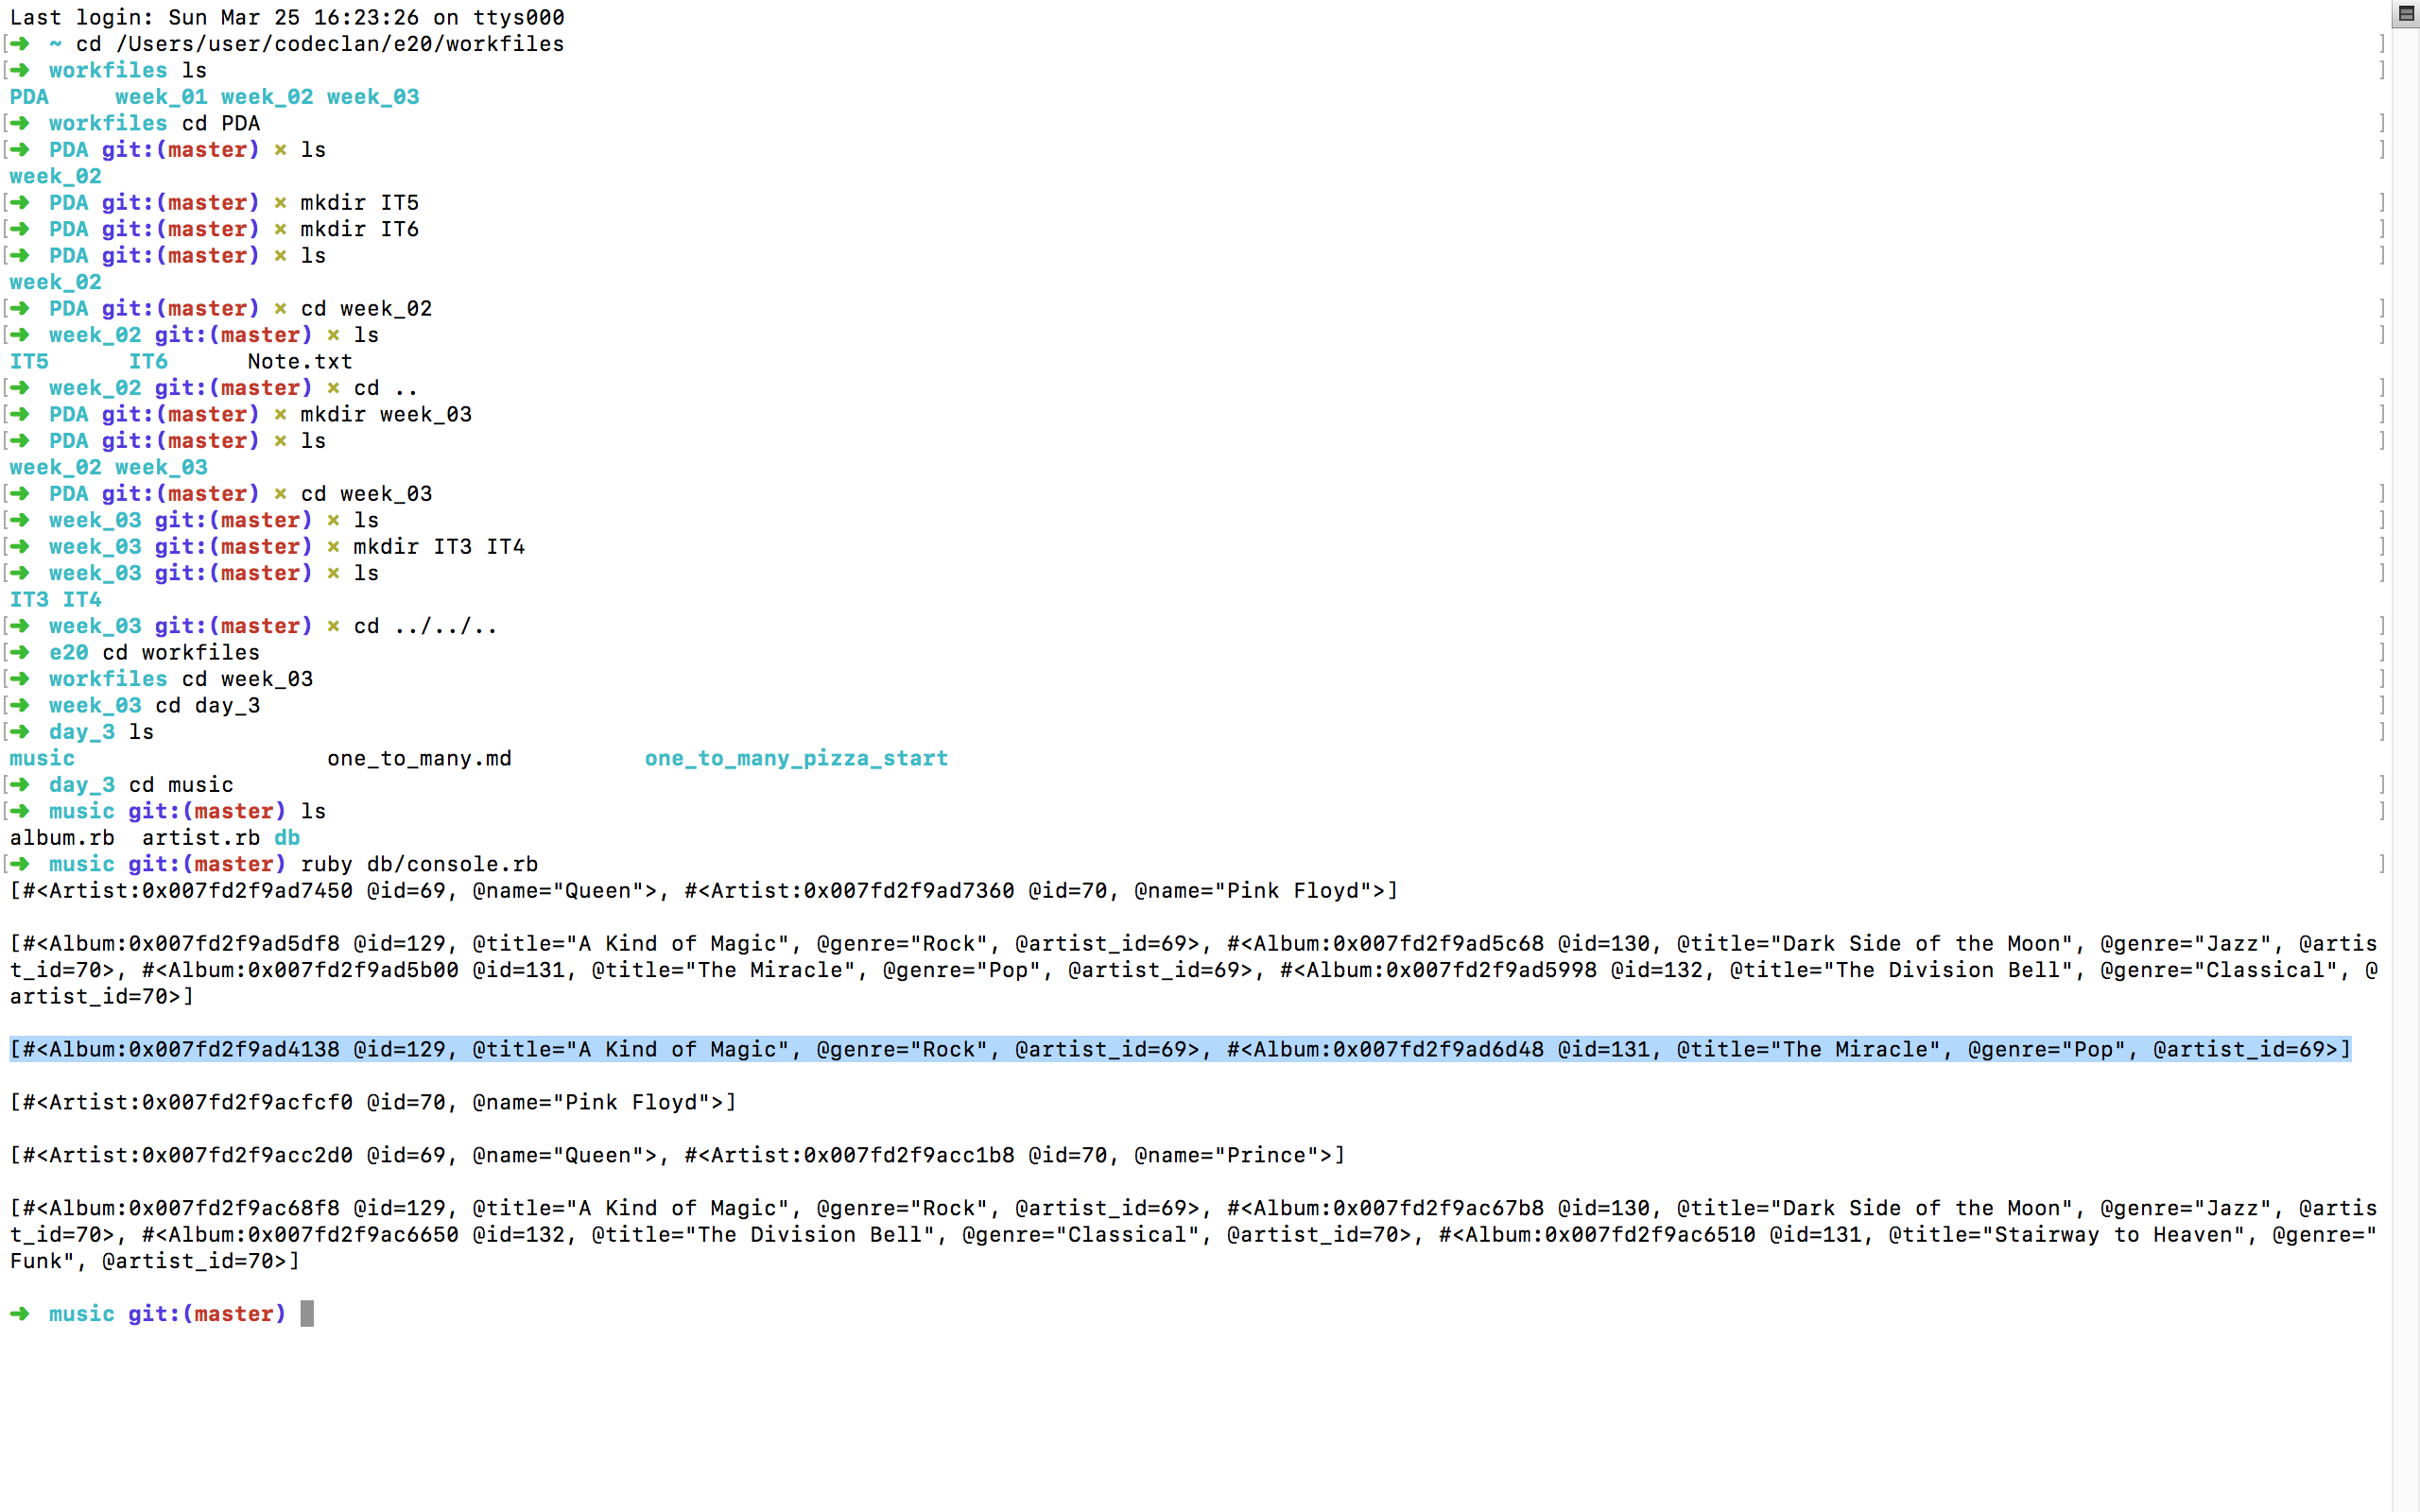 Last login: Sun Mar 25 16:23:26 on ttys000
[➜  ~ cd /Users/user/codeclan/e20/workfiles ]
[➜  workfiles ls ]
PDA     week_01 week_02 week_03
[➜  workfiles cd PDA ]
[➜  PDA git:(master) ✗ ls ]
week_02
[➜  PDA git:(master) ✗ mkdir IT5 ]
[➜  PDA git:(master) ✗ mkdir IT6 ]
[➜  PDA git:(master) ✗ ls ]
week_02
[➜  PDA git:(master) ✗ cd week_02 ]
[➜  week_02 git:(master) ✗ ls ]
IT5      IT6      Note.txt
[➜  week_02 git:(master) ✗ cd .. ]
[➜  PDA git:(master) ✗ mkdir week_03 ]
[➜  PDA git:(master) ✗ ls ]
week_02 week_03
[➜  PDA git:(master) ✗ cd week_03 ]
[➜  week_03 git:(master) ✗ ls ]
[➜  week_03 git:(master) ✗ mkdir IT3 IT4 ]
[➜  week_03 git:(master) ✗ ls ]
IT3 IT4
[➜  week_03 git:(master) ✗ cd ../../.. ]
[➜  e20 cd workfiles ]
[➜  workfiles cd week_03 ]
[➜  week_03 cd day_3 ]
[➜  day_3 ls ]
music                   one_to_many.md          one_to_many_pizza_start
[➜  day_3 cd music ]
[➜  music git:(master) ls ]
album.rb  artist.rb db
[➜  music git:(master) ruby db/console.rb ]
[#<Artist:0x007fd2f9ad7450 @id=69, @name="Queen">, #<Artist:0x007fd2f9ad7360 @id=70, @name="Pink Floyd">]
[#<Album:0x007fd2f9ad5df8 @id=129, @title="A Kind of Magic", @genre="Rock", @artist_id=69>, #<Album:0x007fd2f9ad5c68 @id=130, @title="Dark Side of the Moon", @genre="Jazz", @artis
t_id=70>, #<Album:0x007fd2f9ad5b00 @id=131, @title="The Miracle", @genre="Pop", @artist_id=69>, #<Album:0x007fd2f9ad5998 @id=132, @title="The Division Bell", @genre="Classical", @
artist_id=70>]
[#<Album:0x007fd2f9ad4138 @id=129, @title="A Kind of Magic", @genre="Rock", @artist_id=69>, #<Album:0x007fd2f9ad6d48 @id=131, @title="The Miracle", @genre="Pop", @artist_id=69>]
[#<Artist:0x007fd2f9acfcf0 @id=70, @name="Pink Floyd">]
[#<Artist:0x007fd2f9acc2d0 @id=69, @name="Queen">, #<Artist:0x007fd2f9acc1b8 @id=70, @name="Prince">]
[#<Album:0x007fd2f9ac68f8 @id=129, @title="A Kind of Magic", @genre="Rock", @artist_id=69>, #<Album:0x007fd2f9ac67b8 @id=130, @title="Dark Side of the Moon", @genre="Jazz", @artis
t_id=70>, #<Album:0x007fd2f9ac6650 @id=132, @title="The Division Bell", @genre="Classical", @artist_id=70>, #<Album:0x007fd2f9ac6510 @id=131, @title="Stairway to Heaven", @genre="
Funk", @artist_id=70>]
➜  music git:(master)